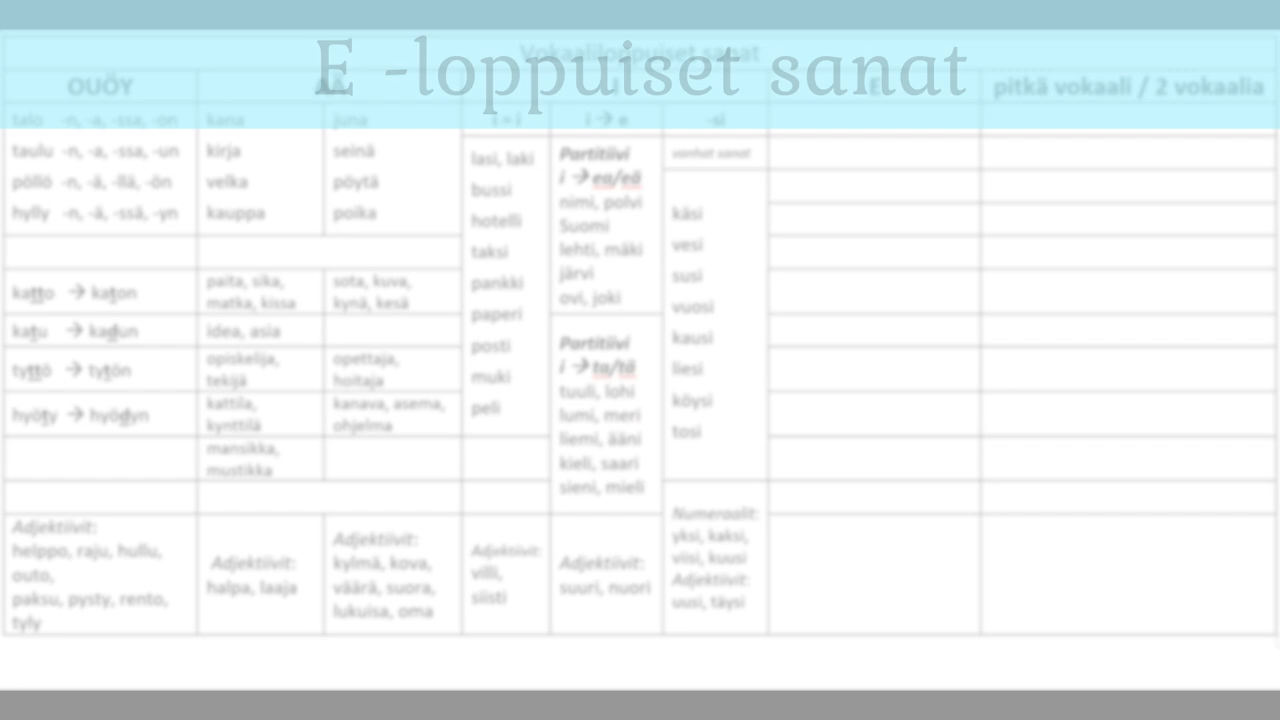 E -loppuiset sanat
Vokaaliloppuiset sanat
OUÖY AÄ I E pitkä vokaali / 2 vokaalia
talo -n, -a, -ssa, -on kana juna i = i i → e -si
taulu -n, -a, -ssa, -un kirja seinä
pöllö -n, -ä, -llä, -ön velka pöytä
hylly -n, -ä, -ssä, -yn kauppa poika
katto → katon paita, sika, sota, kuva,
matka, kissa kynä, kesä
katu → kadun idea, asia
tyttö → tytön opiskelija, opettaja,
tekijä hoitaja
hyöty → hyödyn kattila, kanava, asema,
kynttilä ohjelma
mansikka,
mustikka
Adjektiivit:
helppo, raju, hullu,
outo,
paksu, pysty, rento,
tyly
Adjektiivit:
halpa, laaja
Adjektiivit:
kylmä, kova,
väärä, suora,
lukuisa, oma
lasi, laki
bussi
hotelli
taksi
pankki
paperi
posti
muki
peli
Adjektiivit:
villi,
siisti
Partitiivi
i → ea/eä
nimi, polvi
Suomi
lehti, mäki
järvi
ovi, joki
Partitiivi
i → ta/tä
tuuli, lohi
lumi, meri
liemi, ääni
kieli, saari
sieni, mieli
Adjektiivit:
suuri, nuori
vanhat sanat
käsi
vesi
susi
vuosi
kausi
liesi
köysi
tosi
Numeraalit:
yksi, kaksi,
viisi, kuusi
Adjektiivit:
uusi, täysi